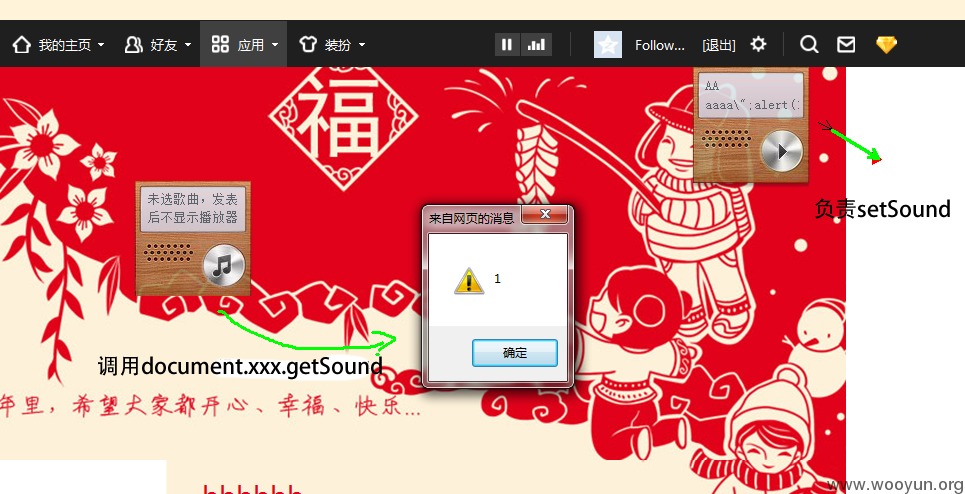 我的主页 好友 应用 装扮 Follow... [退出]
福
AA
aaaa\";alert(
未选歌曲，发表
后不显示播放器
来自网页的消息
1
确定
负责setSound
调用document.xxx.getSound
年里，希望大家都开心、幸福、快乐...
hhhhhh
www.wooyun.org